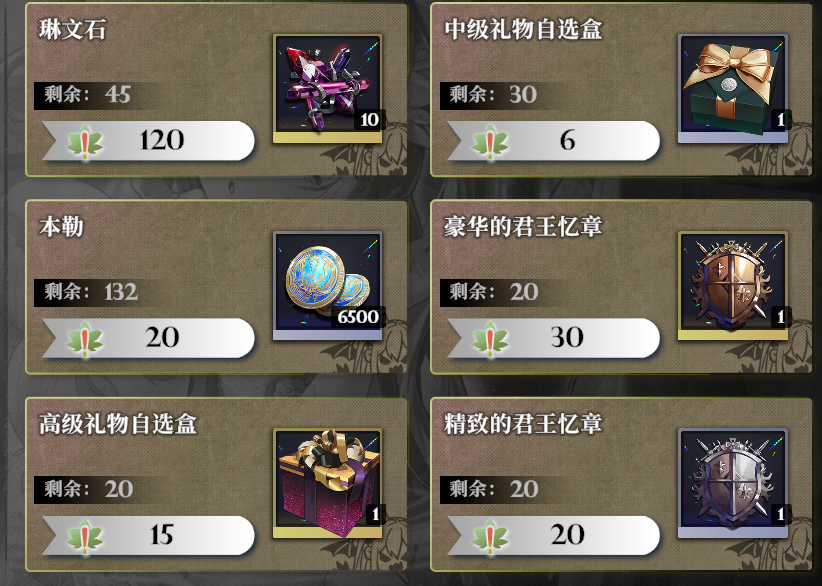 琳文石
剩余: 45
10
120
中级礼物自选盒
剩余: 30
1
6
本勒
剩余: 132
6500
20
豪华的君王忆章
剩余: 20
1
30
高级礼物自选盒
剩余: 20
1
15
精致的君王忆章
剩余: 20
1
20